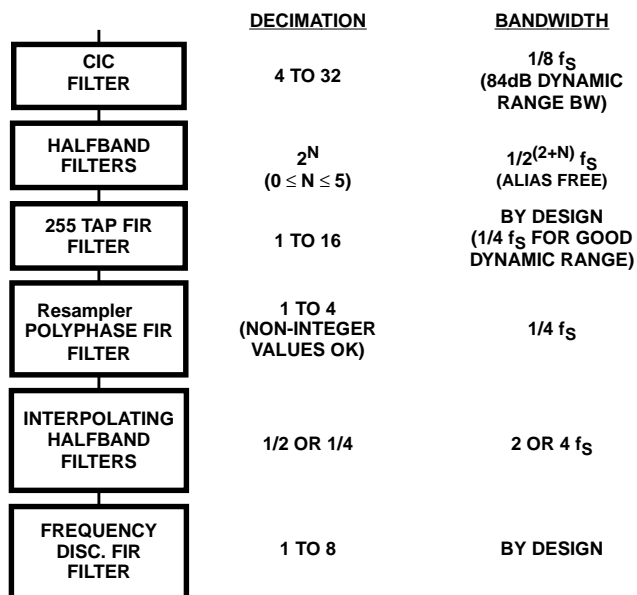 DECIMATION BANDWIDTH
CIC
FILTER
4 TO 32
1/8 fS
(84dB DYNAMIC
RANGE BW)
HALFBAND
FILTERS
2^N
(0 ≤ N ≤ 5)
1/2^(2+N) fS
(ALIAS FREE)
255 TAP FIR
FILTER
1 TO 16
BY DESIGN
(1/4 fS FOR GOOD
DYNAMIC RANGE)
Resampler
POLYPHASE FIR
FILTER
1 TO 4
(NON-INTEGER
VALUES OK)
1/4 fS
INTERPOLATING
HALFBAND
FILTERS
1/2 OR 1/4
2 OR 4 fS
FREQUENCY
DISC. FIR
FILTER
1 TO 8
BY DESIGN